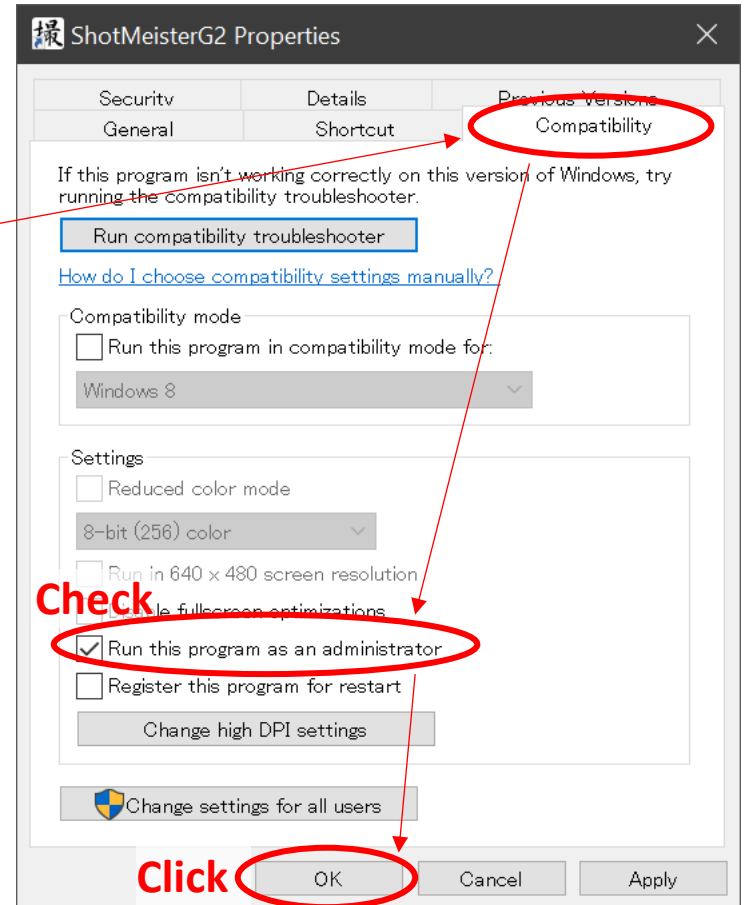 撮 ShotMeisterG2 Properties
Security Details Previous Versions
General Shortcut Compatibility
If this program isn't working correctly on this version of Windows, try
running the compatibility troubleshooter.
Run compatibility troubleshooter
How do I choose compatibility settings manually?
Compatibility mode
Run this program in compatibility mode for:
Windows 8
Settings
Reduced color mode
8-bit (256) color
Run in 640 × 480 screen resolution
Check
Disable fullscreen optimizations
Run this program as an administrator
Register this program for restart
Change high DPI settings
Change settings for all users
Click OK Cancel Apply